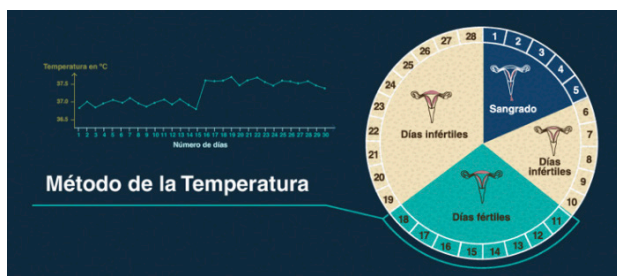 Temperatura en °C
37.5
37.0
36.5
1 2 3 4 5 6 7 8 9 10 11 12 13 14 15 16 17 18 19 20 21 22 23 24 25 26 27 28 29 30
Número de días
Método de la Temperatura
1 2 3 4 5
Sangrado
6 7 8 9 10
Días
infértiles
11 12 13 14 15 16 17 18
Días fértiles
19 20 21 22 23 24 25 26 27 28
Días infértiles